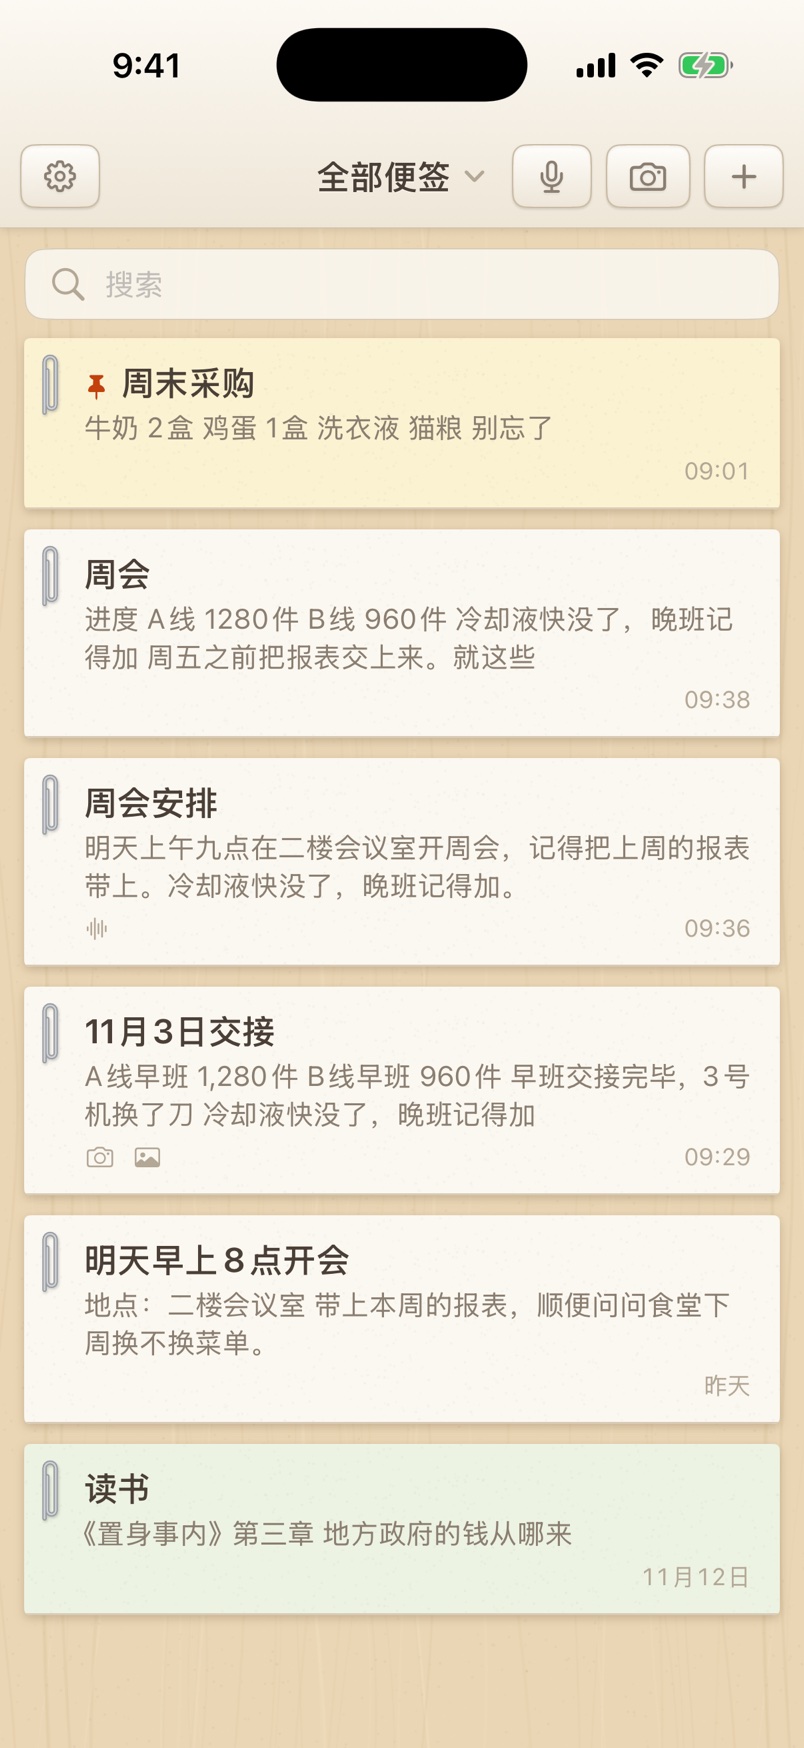 9:41
全部便签
搜索
周末采购
牛奶 2盒 鸡蛋 1盒 洗衣液 猫粮 别忘了
09:01
周会
进度 A线 1280件 B线 960件 冷却液快没了，晚班记
得加 周五之前把报表交上来。就这些
09:38
周会安排
明天上午九点在二楼会议室开周会，记得把上周的报表
带上。冷却液快没了，晚班记得加。
09:36
11月3日交接
A线早班 1,280件 B线早班 960件 早班交接完毕，3号
机换了刀 冷却液快没了，晚班记得加
09:29
明天早上8点开会
地点：二楼会议室 带上本周的报表，顺便问问食堂下
周换不换菜单。
昨天
读书
《置身事内》第三章 地方政府的钱从哪来
11月12日